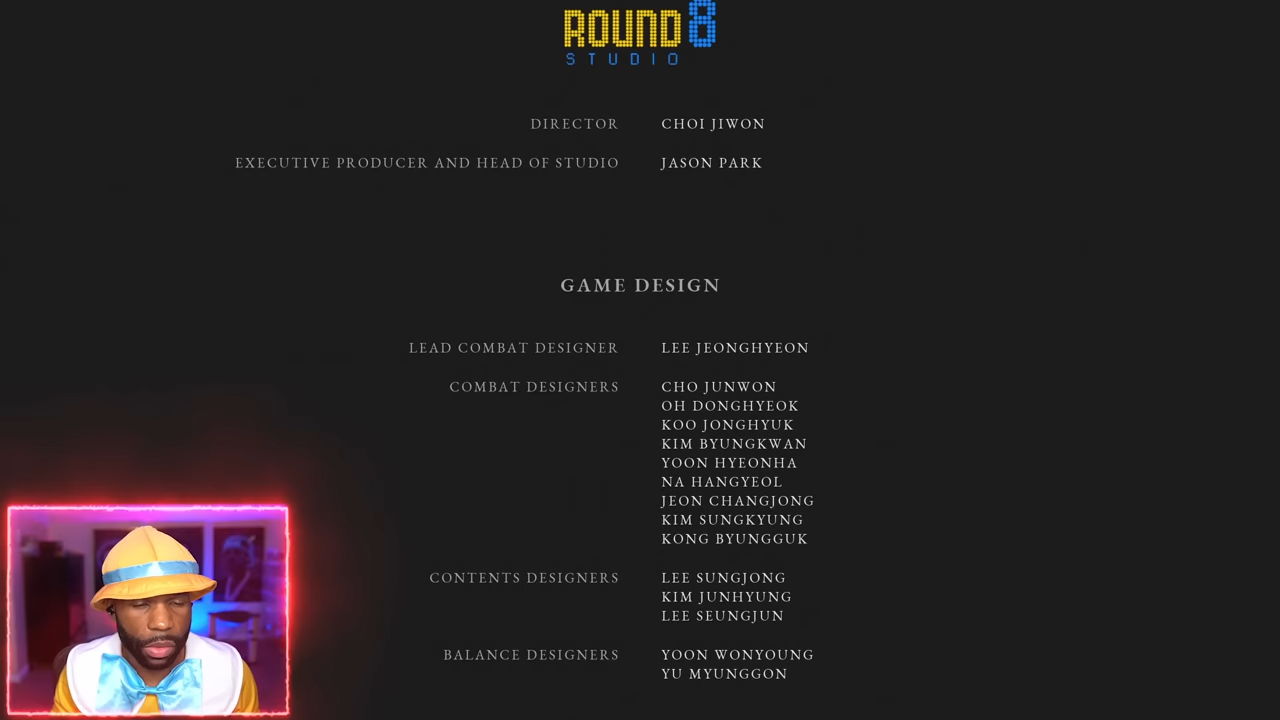 ROUND8
STUDIO
DIRECTOR CHOI JIWON
EXECUTIVE PRODUCER AND HEAD OF STUDIO JASON PARK
GAME DESIGN
LEAD COMBAT DESIGNER LEE JEONGHYEON
COMBAT DESIGNERS CHO JUNWON
OH DONGHYEOK
KOO JONGHYUK
KIM BYUNGKWAN
YOON HYEONHA
NA HANGYEOL
JEON CHANGJONG
KIM SUNGKYUNG
KONG BYUNGGUK
CONTENTS DESIGNERS LEE SUNGJONG
KIM JUNHYUNG
LEE SEUNGJUN
BALANCE DESIGNERS YOON WONYOUNG
YU MYUNGGON